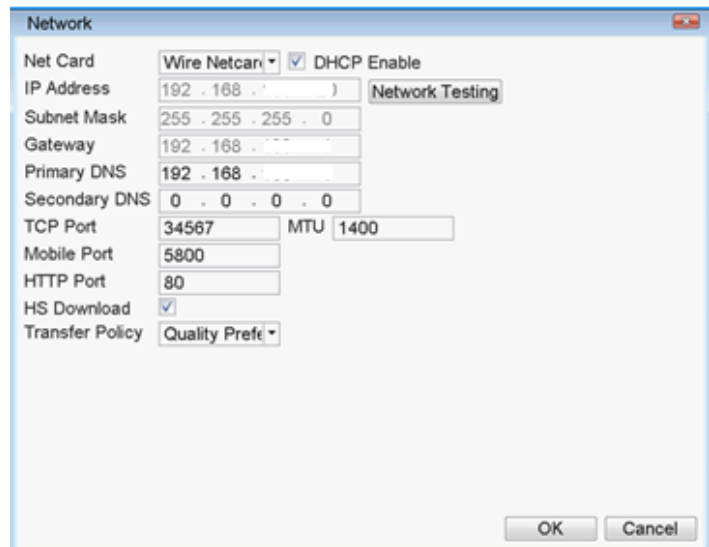 Network
Net Card Wire Netcar DHCP Enable
IP Address 192 . 168 . Network Testing
Subnet Mask 255 . 255 . 255 . 0
Gateway 192 . 168 .
Primary DNS 192 . 168 .
Secondary DNS 0 . 0 . 0 . 0
TCP Port 34567 MTU 1400
Mobile Port 5800
HTTP Port 80
HS Download
Transfer Policy Quality Prefe
OK Cancel